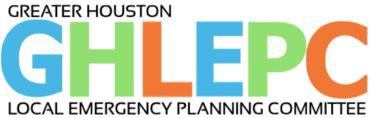 GREATER HOUSTON
GHLEPC
LOCAL EMERGENCY PLANNING COMMITTEE